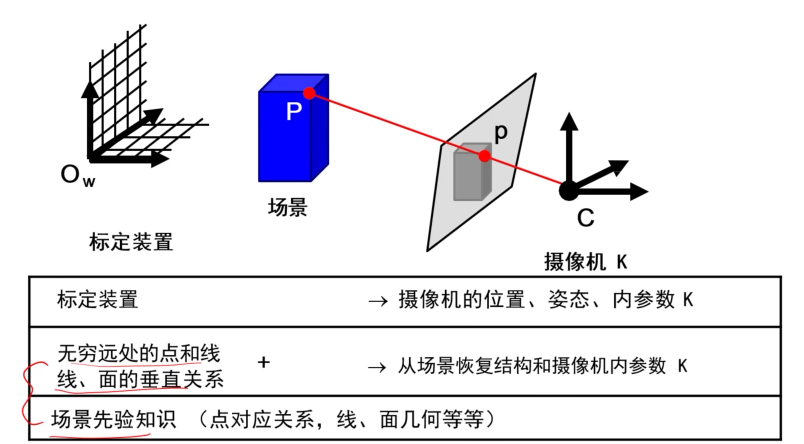 P
p
Ow
场景
C
标定装置
摄像机 K
标定装置 → 摄像机的位置、姿态、内参数 K
无穷远处的点和线
线、面的垂直关系 + → 从场景恢复结构和摄像机内参数 K
场景先验知识 （点对应关系，线、面几何等等）